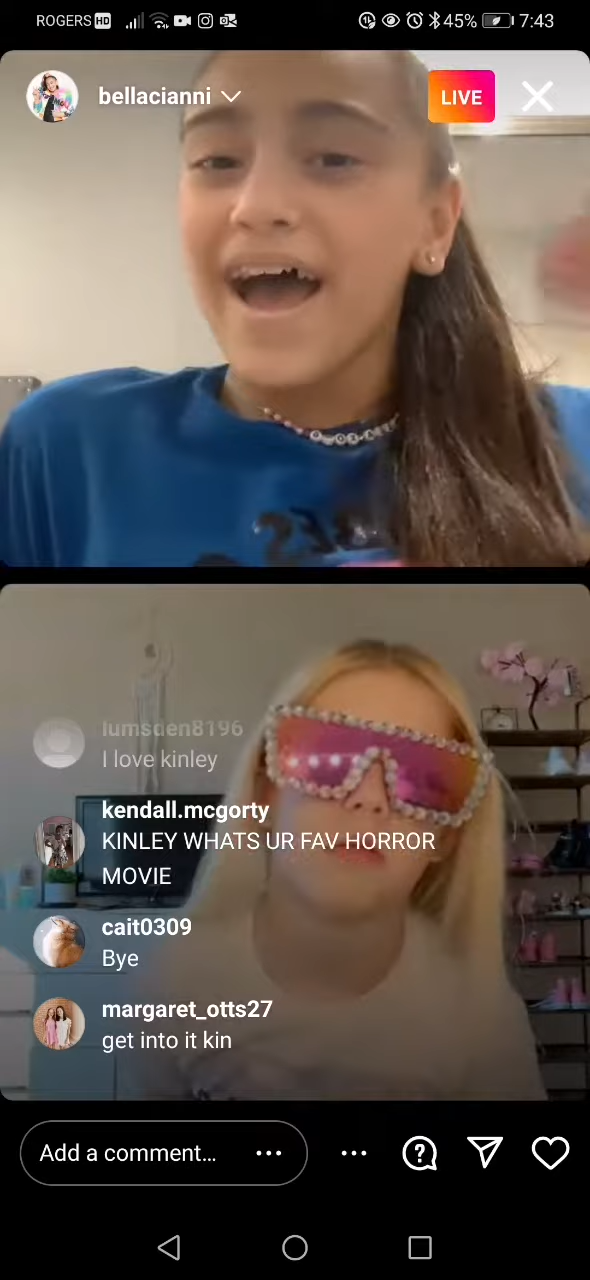 ROGERS HD 45% 7:43
bellacianni LIVE
lumsden8196
I love kinley
kendall.mcgorty
KINLEY WHATS UR FAV HORROR
MOVIE
cait0309
Bye
margaret_otts27
get into it kin
Add a comment...